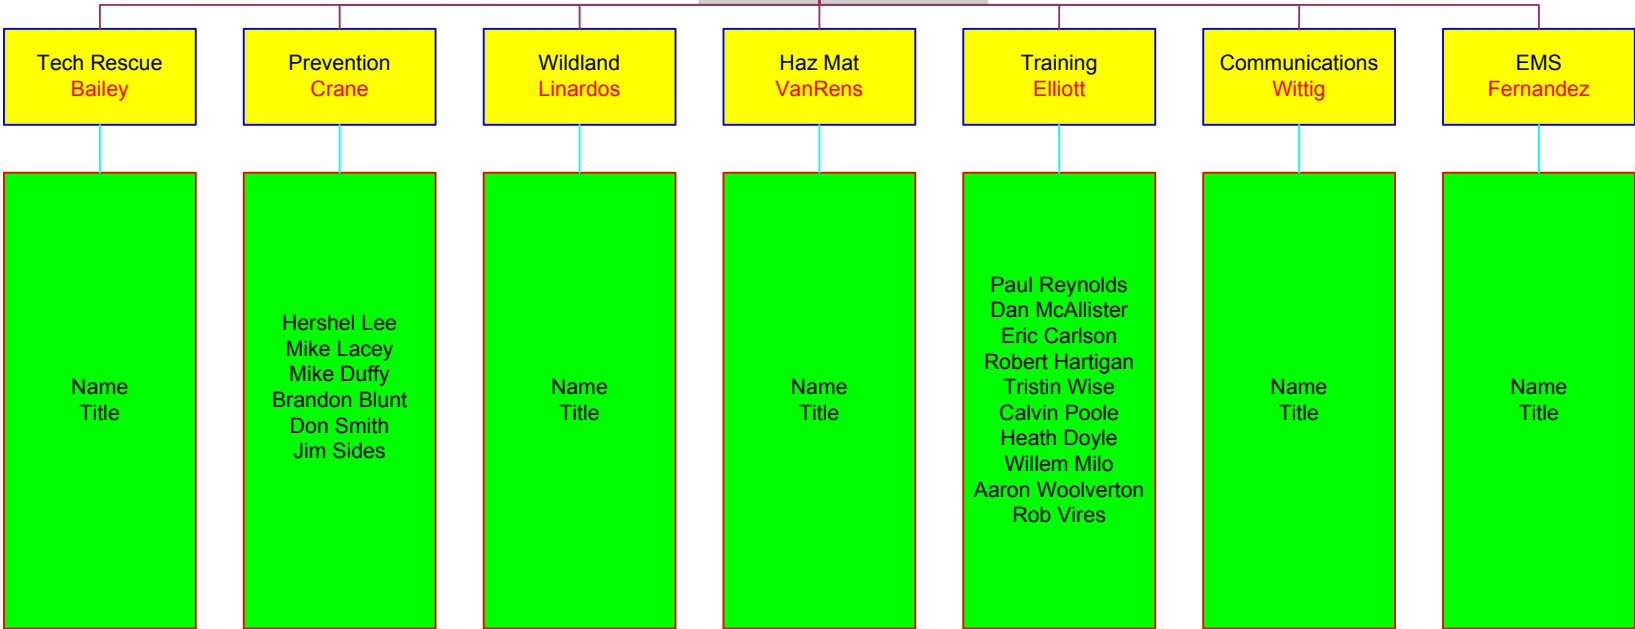 Tech Rescue
Bailey
Prevention
Crane
Wildland
Linardos
Haz Mat
VanRens
Training
Elliott
Communications
Wittig
EMS
Fernandez
Name
Title
Hershel Lee
Mike Lacey
Mike Duffy
Brandon Blunt
Don Smith
Jim Sides
Name
Title
Name
Title
Paul Reynolds
Dan McAllister
Eric Carlson
Robert Hartigan
Tristin Wise
Calvin Poole
Heath Doyle
Willem Milo
Aaron Woolverton
Rob Vires
Name
Title
Name
Title